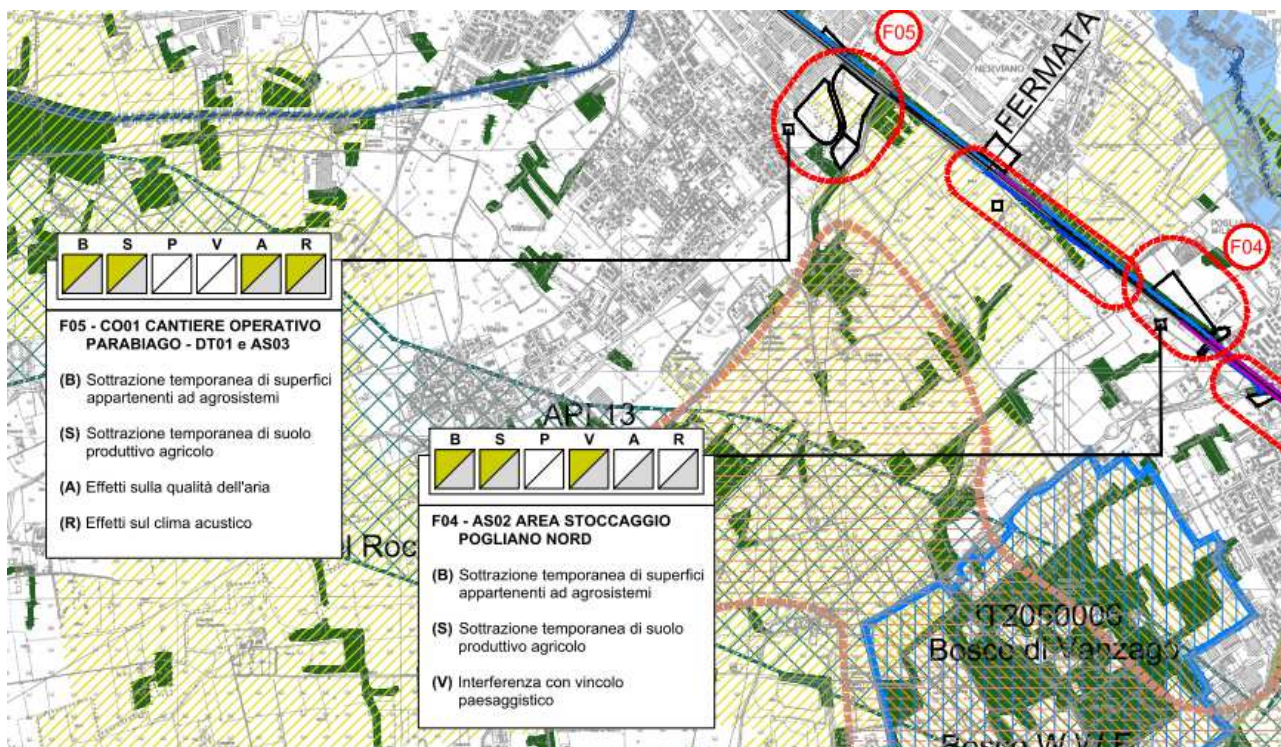 F05
NERVIANO
FERMATA
F04
B S P V A R
F05 - CO01 CANTIERE OPERATIVO
PARABIAGO - DT01 e AS03
(B) Sottrazione temporanea di superfici
appartenenti ad agrosistemi
(S) Sottrazione temporanea di suolo
produttivo agricolo
(A) Effetti sulla qualità dell'aria
(R) Effetti sul clima acustico
B S P V A R
F04 - AS02 AREA STOCCAGGIO
POGLIANO NORD
(B) Sottrazione temporanea di superfici
appartenenti ad agrosistemi
(S) Sottrazione temporanea di suolo
produttivo agricolo
(V) Interferenza con vincolo
paesaggistico
IT2050006
Bosco di Vanzago